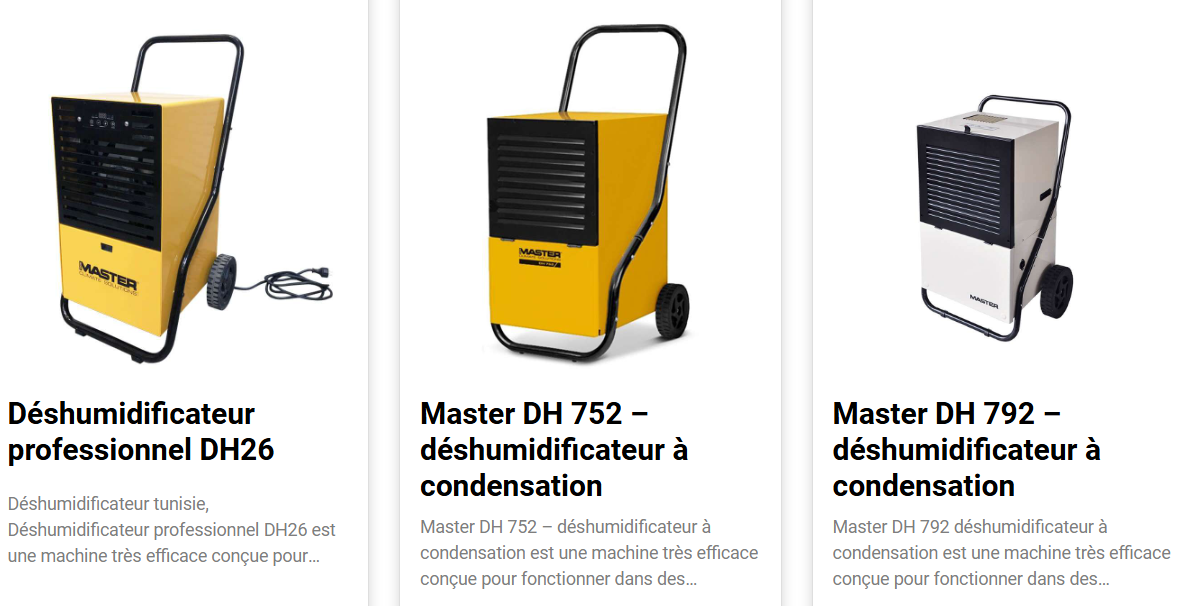 MASTER
CLIMATE SOLUTIONS
MASTER
MASTER
Déshumidificateur
professionnel DH26
Déshumidificateur tunisie,
Déshumidificateur professionnel DH26 est
une machine très efficace conçue pour…
Master DH 752 –
déshumidificateur à
condensation
Master DH 752 – déshumidificateur à
condensation est une machine très efficace
conçue pour fonctionner dans des…
Master DH 792 –
déshumidificateur à
condensation
Master DH 792 déshumidificateur à
condensation est une machine très efficace
conçue pour fonctionner dans des…